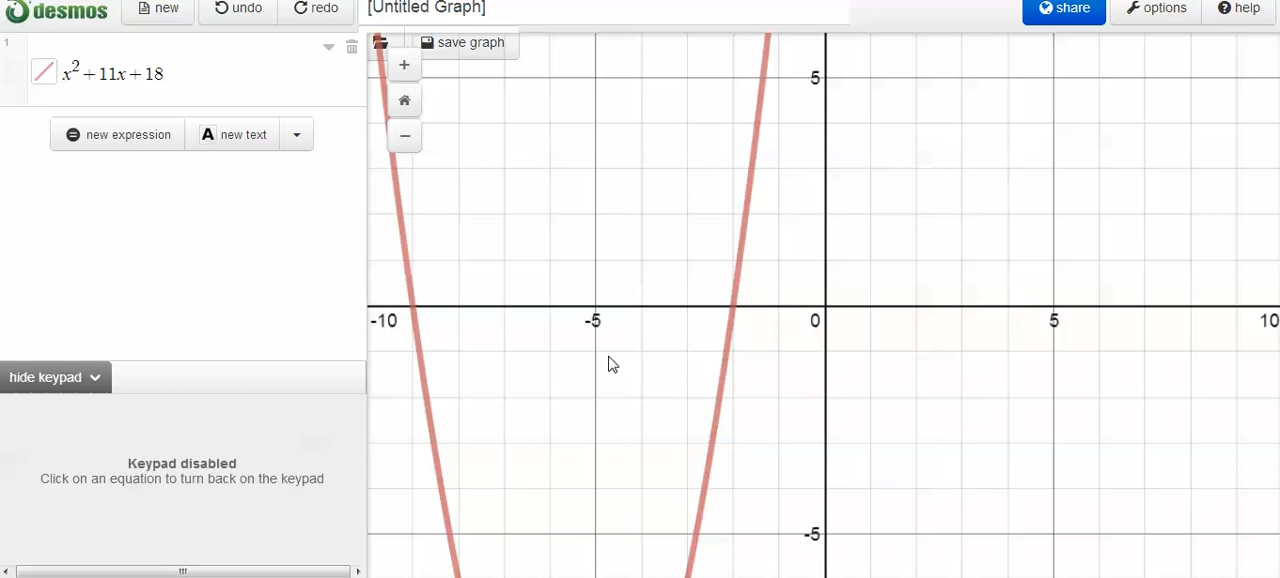 desmos new undo redo [Untitled Graph] share options help
1
x² + 11x + 18
save graph
+
−
new expression A new text
hide keypad
Keypad disabled
Click on an equation to turn back on the keypad
5
-10 -5 0 5 10
-5